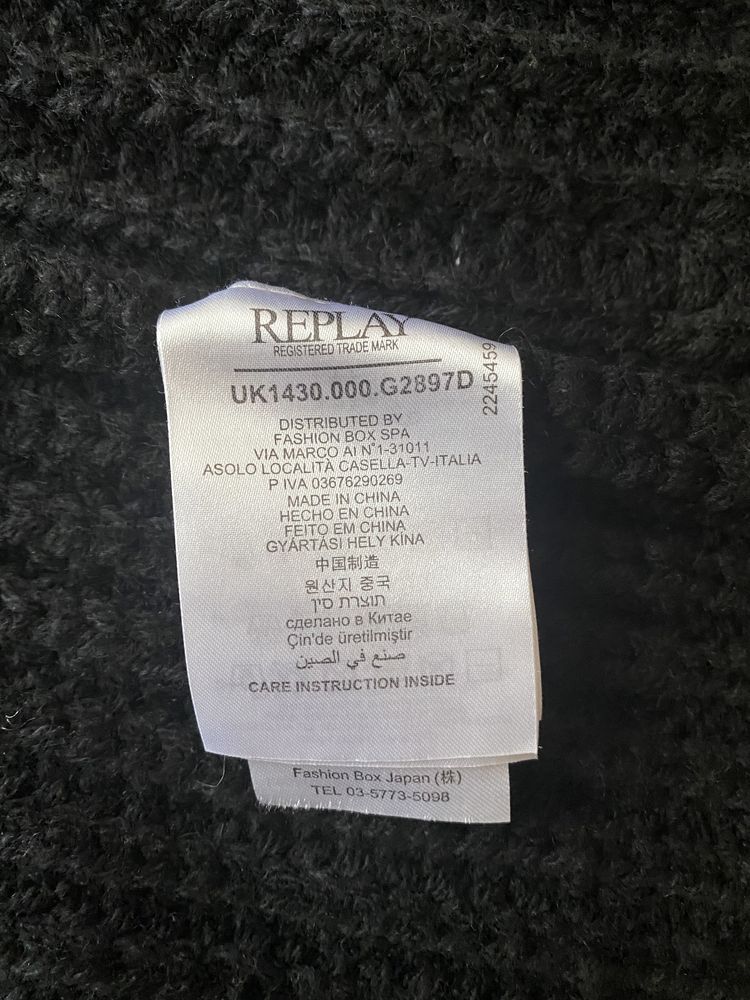 REPLAY
REGISTERED TRADE MARK
UK1430.000.G2897D
2245459
DISTRIBUTED BY
FASHION BOX SPA
VIA MARCO AI N°1-31011
ASOLO LOCALITÀ CASELLA-TV-ITALIA
P IVA 03676290269
MADE IN CHINA
HECHO EN CHINA
FEITO EM CHINA
GYÁRTÁSI HELY KÍNA
中国制造
원산지 중국
תוצרת סין
сделано в Китае
Çin'de üretilmiştir
صنع في الصين
CARE INSTRUCTION INSIDE
Fashion Box Japan (株)
TEL 03-5773-5098